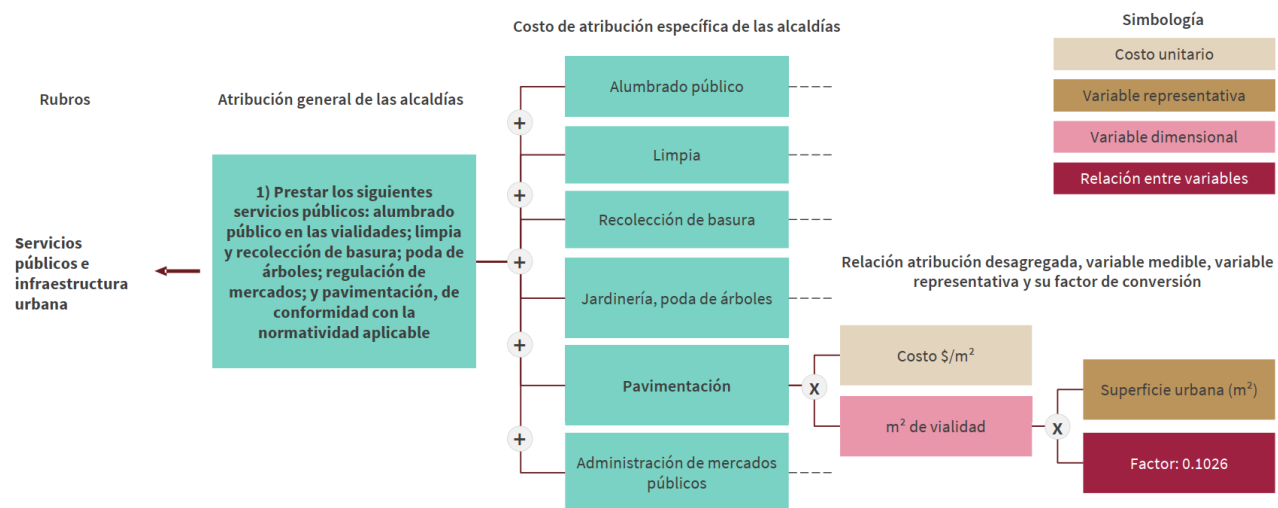 Costo de atribución específica de las alcaldías
Simbología
Costo unitario
Variable representativa
Variable dimensional
Relación entre variables
Rubros
Atribución general de las alcaldías
Servicios
públicos e
infraestructura
urbana
1) Prestar los siguientes
servicios públicos: alumbrado
público en las vialidades; limpia
y recolección de basura; poda de
árboles; regulación de
mercados; y pavimentación, de
conformidad con la
normatividad aplicable
+
+
+
+
+
Alumbrado público
Limpia
Recolección de basura
Jardinería, poda de árboles
Pavimentación
Administración de mercados
públicos
Relación atribución desagregada, variable medible, variable
representativa y su factor de conversión
x
Costo $/m²
m² de vialidad
x
Superficie urbana (m²)
Factor: 0.1026